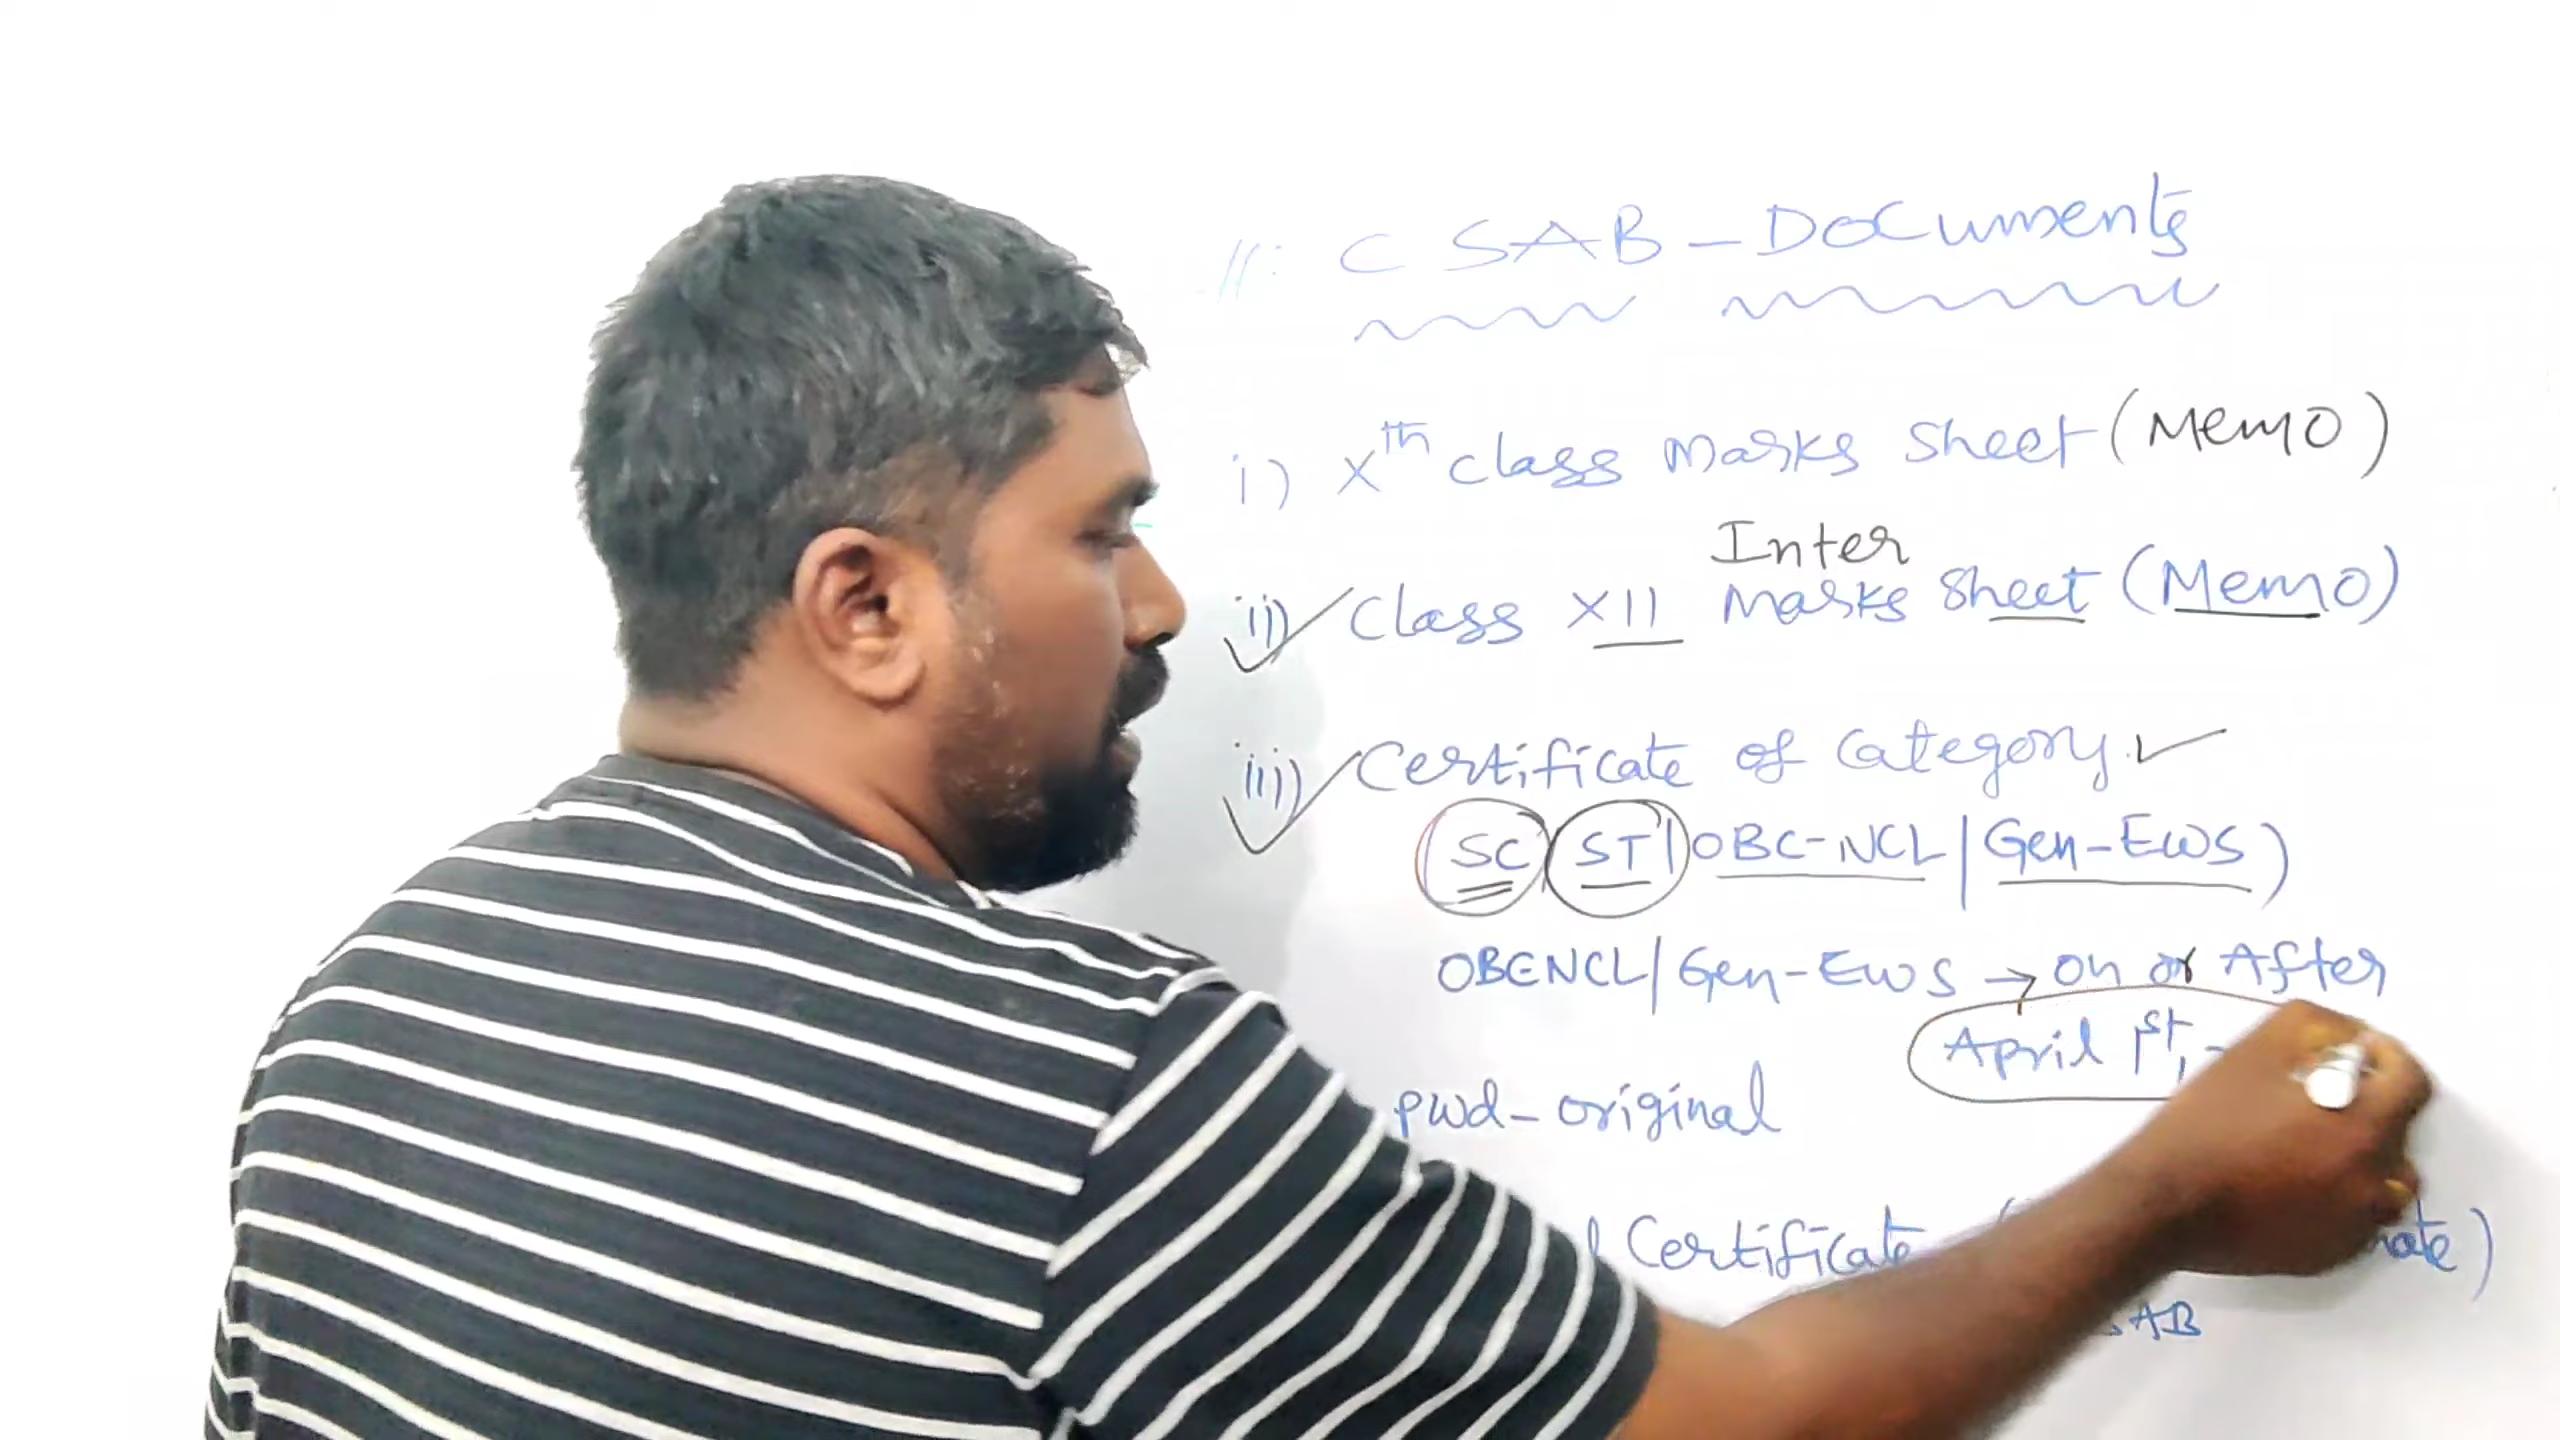 CSAB - Documents
i) Xth class Marks Sheet (Memo)
Inter
ii) Class XII Marks Sheet (Memo)
iii) Certificate of Category
SC ST | OBC-NCL | Gen-EWS)
OBCNCL | Gen-EWS → on or After
April 1st,
pwd - original
Certificate